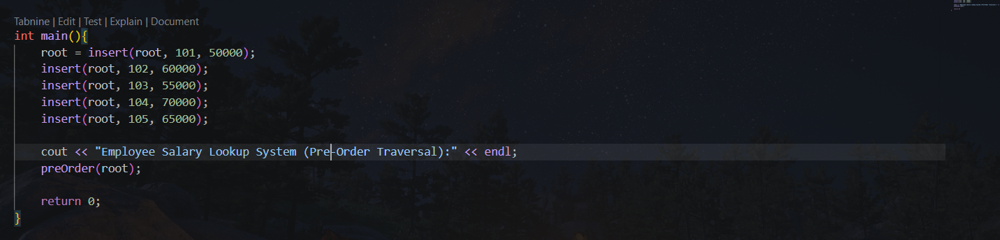 Tabnine | Edit | Test | Explain | Document
int main(){
    root = insert(root, 101, 50000);
    insert(root, 102, 60000);
    insert(root, 103, 55000);
    insert(root, 104, 70000);
    insert(root, 105, 65000);

    cout << "Employee Salary Lookup System (Pre-Order Traversal):" << endl;
    preOrder(root);

    return 0;
}